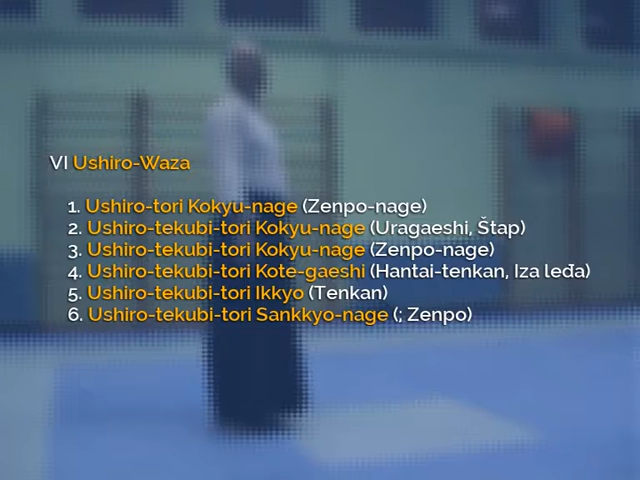 VI Ushiro-Waza
1. Ushiro-tori Kokyu-nage (Zenpo-nage)
2. Ushiro-tekubi-tori Kokyu-nage (Uragaeshi, Štap)
3. Ushiro-tekubi-tori Kokyu-nage (Zenpo-nage)
4. Ushiro-tekubi-tori Kote-gaeshi (Hantai-tenkan, Iza leđa)
5. Ushiro-tekubi-tori Ikkyo (Tenkan)
6. Ushiro-tekubi-tori Sankkyo-nage (; Zenpo)